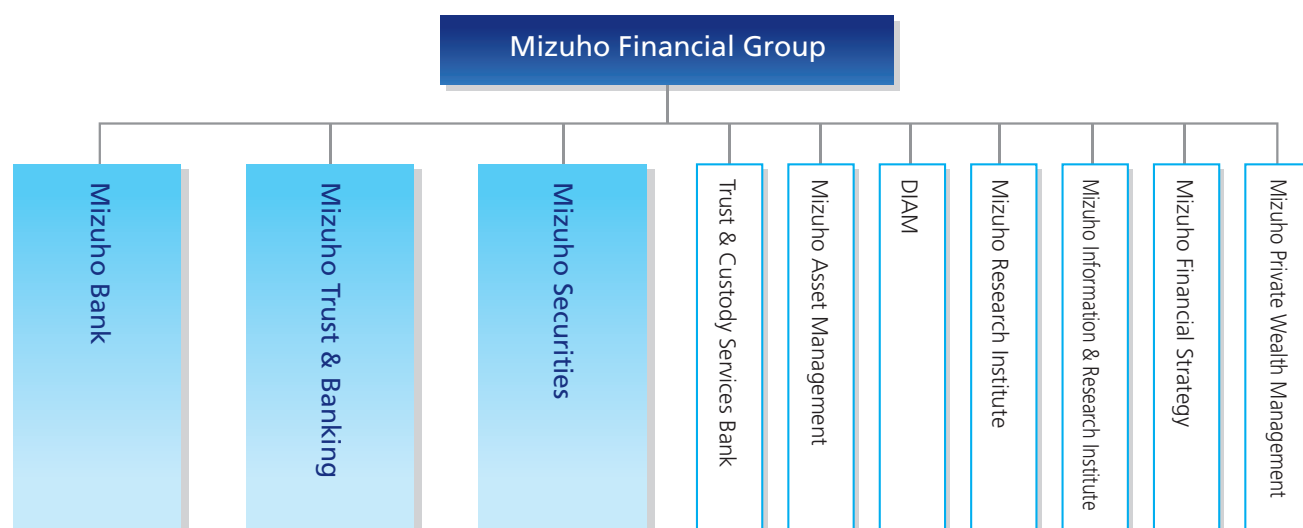 Mizuho Financial Group
Mizuho Bank
Mizuho Trust & Banking
Mizuho Securities
Trust & Custody Services Bank
Mizuho Asset Management
DIAM
Mizuho Research Institute
Mizuho Information & Research Institute
Mizuho Financial Strategy
Mizuho Private Wealth Management